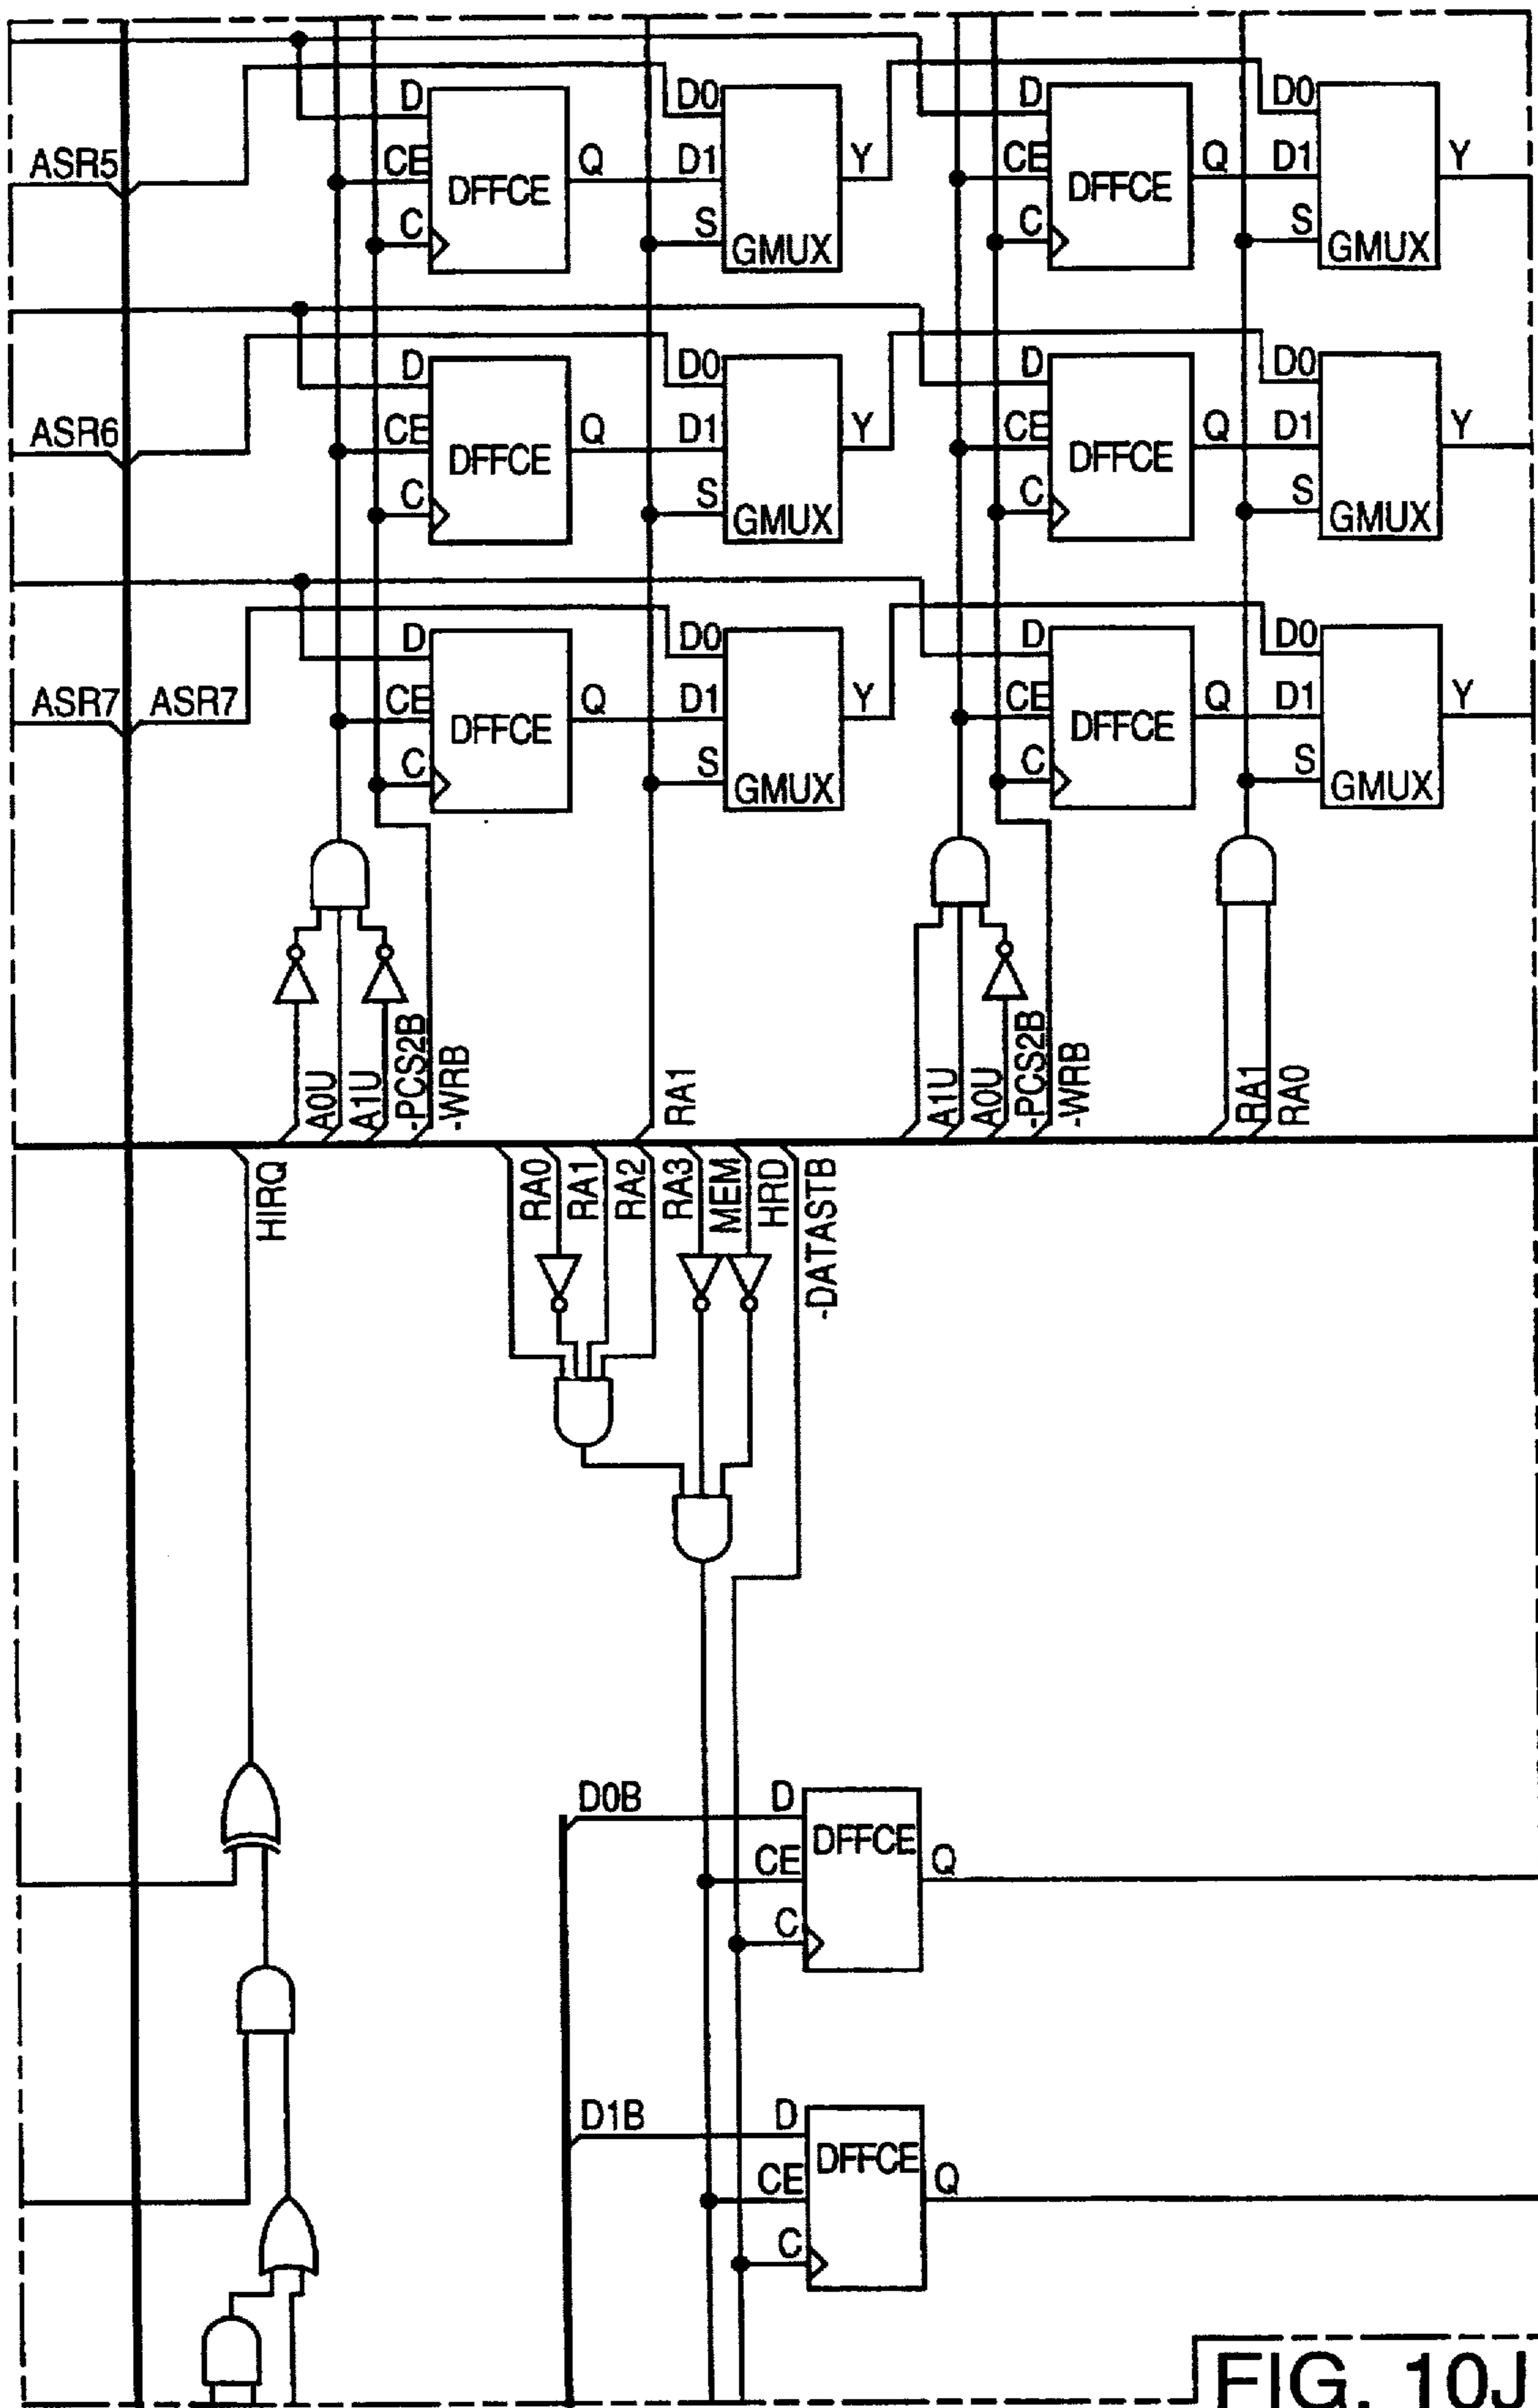 D D0 D D0
ASR5 CE Q D1 Y CE Q D1 Y
DFFCE DFFCE
C S C S
GMUX GMUX
D D0 D D0
ASR6 CE Q D1 Y CE Q D1 Y
DFFCE DFFCE
C S C S
GMUX GMUX
D D0 D D0
ASR7 ASR7 CE Q D1 Y CE Q D1 Y
DFFCE DFFCE
C S C S
GMUX GMUX
A0U
A1U
-PCS2B
-WRB
RA1
A1U
A0U
-PCS2B
-WRB
RA1
RA0
HIRQ
RA0
RA1
RA2
RA3
MEM
HRD
-DATASTB
D0B D
DFFCE
CE Q
C
D1B D
DFFCE
CE Q
C
FIG. 10J